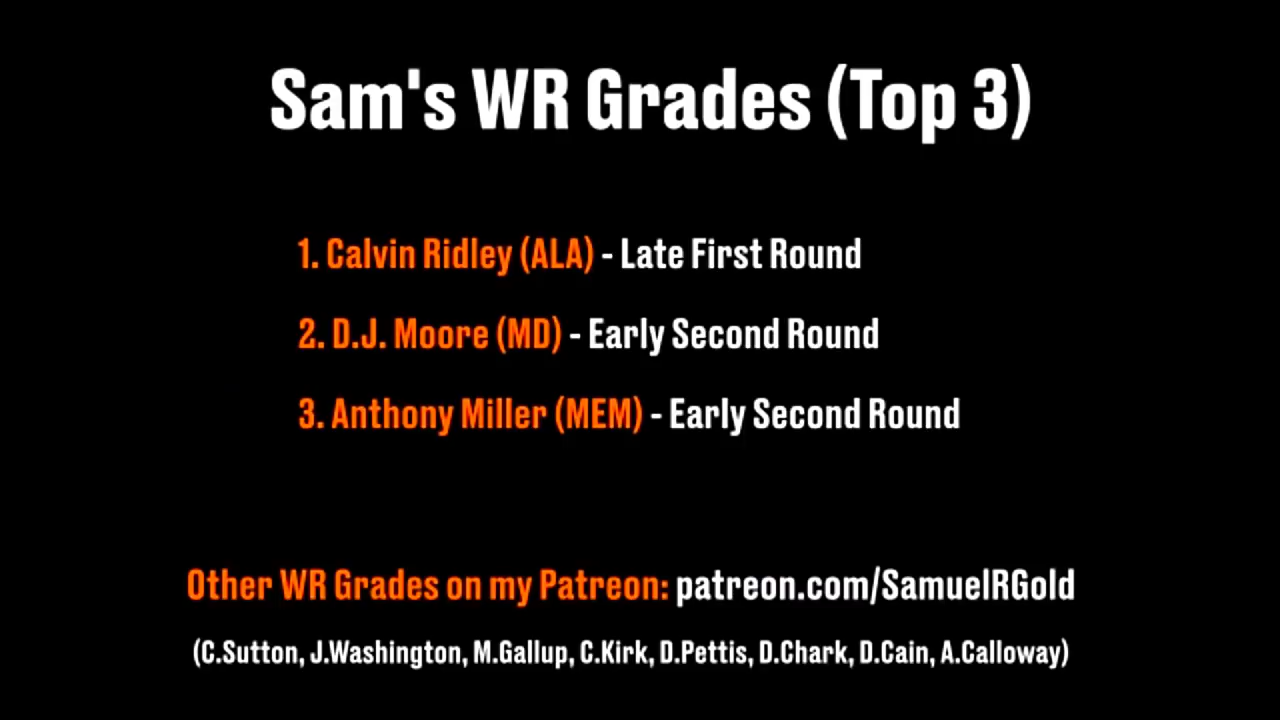 Sam's WR Grades (Top 3)
1. Calvin Ridley (ALA) - Late First Round
2. D.J. Moore (MD) - Early Second Round
3. Anthony Miller (MEM) - Early Second Round
Other WR Grades on my Patreon: patreon.com/SamuelRGold
(C.Sutton, J.Washington, M.Gallup, C.Kirk, D.Pettis, D.Chark, D.Cain, A.Calloway)